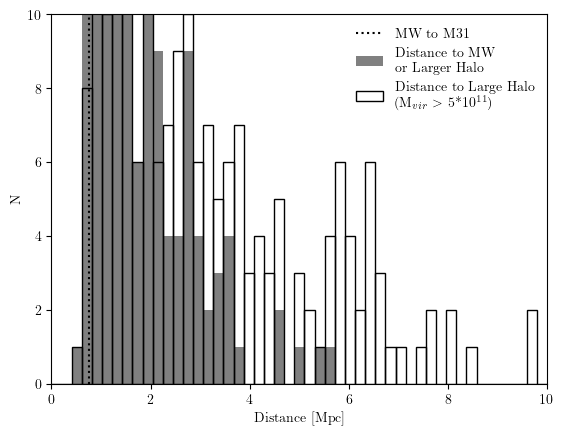 10
8
6
4
2
0
N
MW to M31
Distance to MW
or Larger Halo
Distance to Large Halo
(M_vir > 5*10^11)
0 2 4 6 8 10
Distance [Mpc]